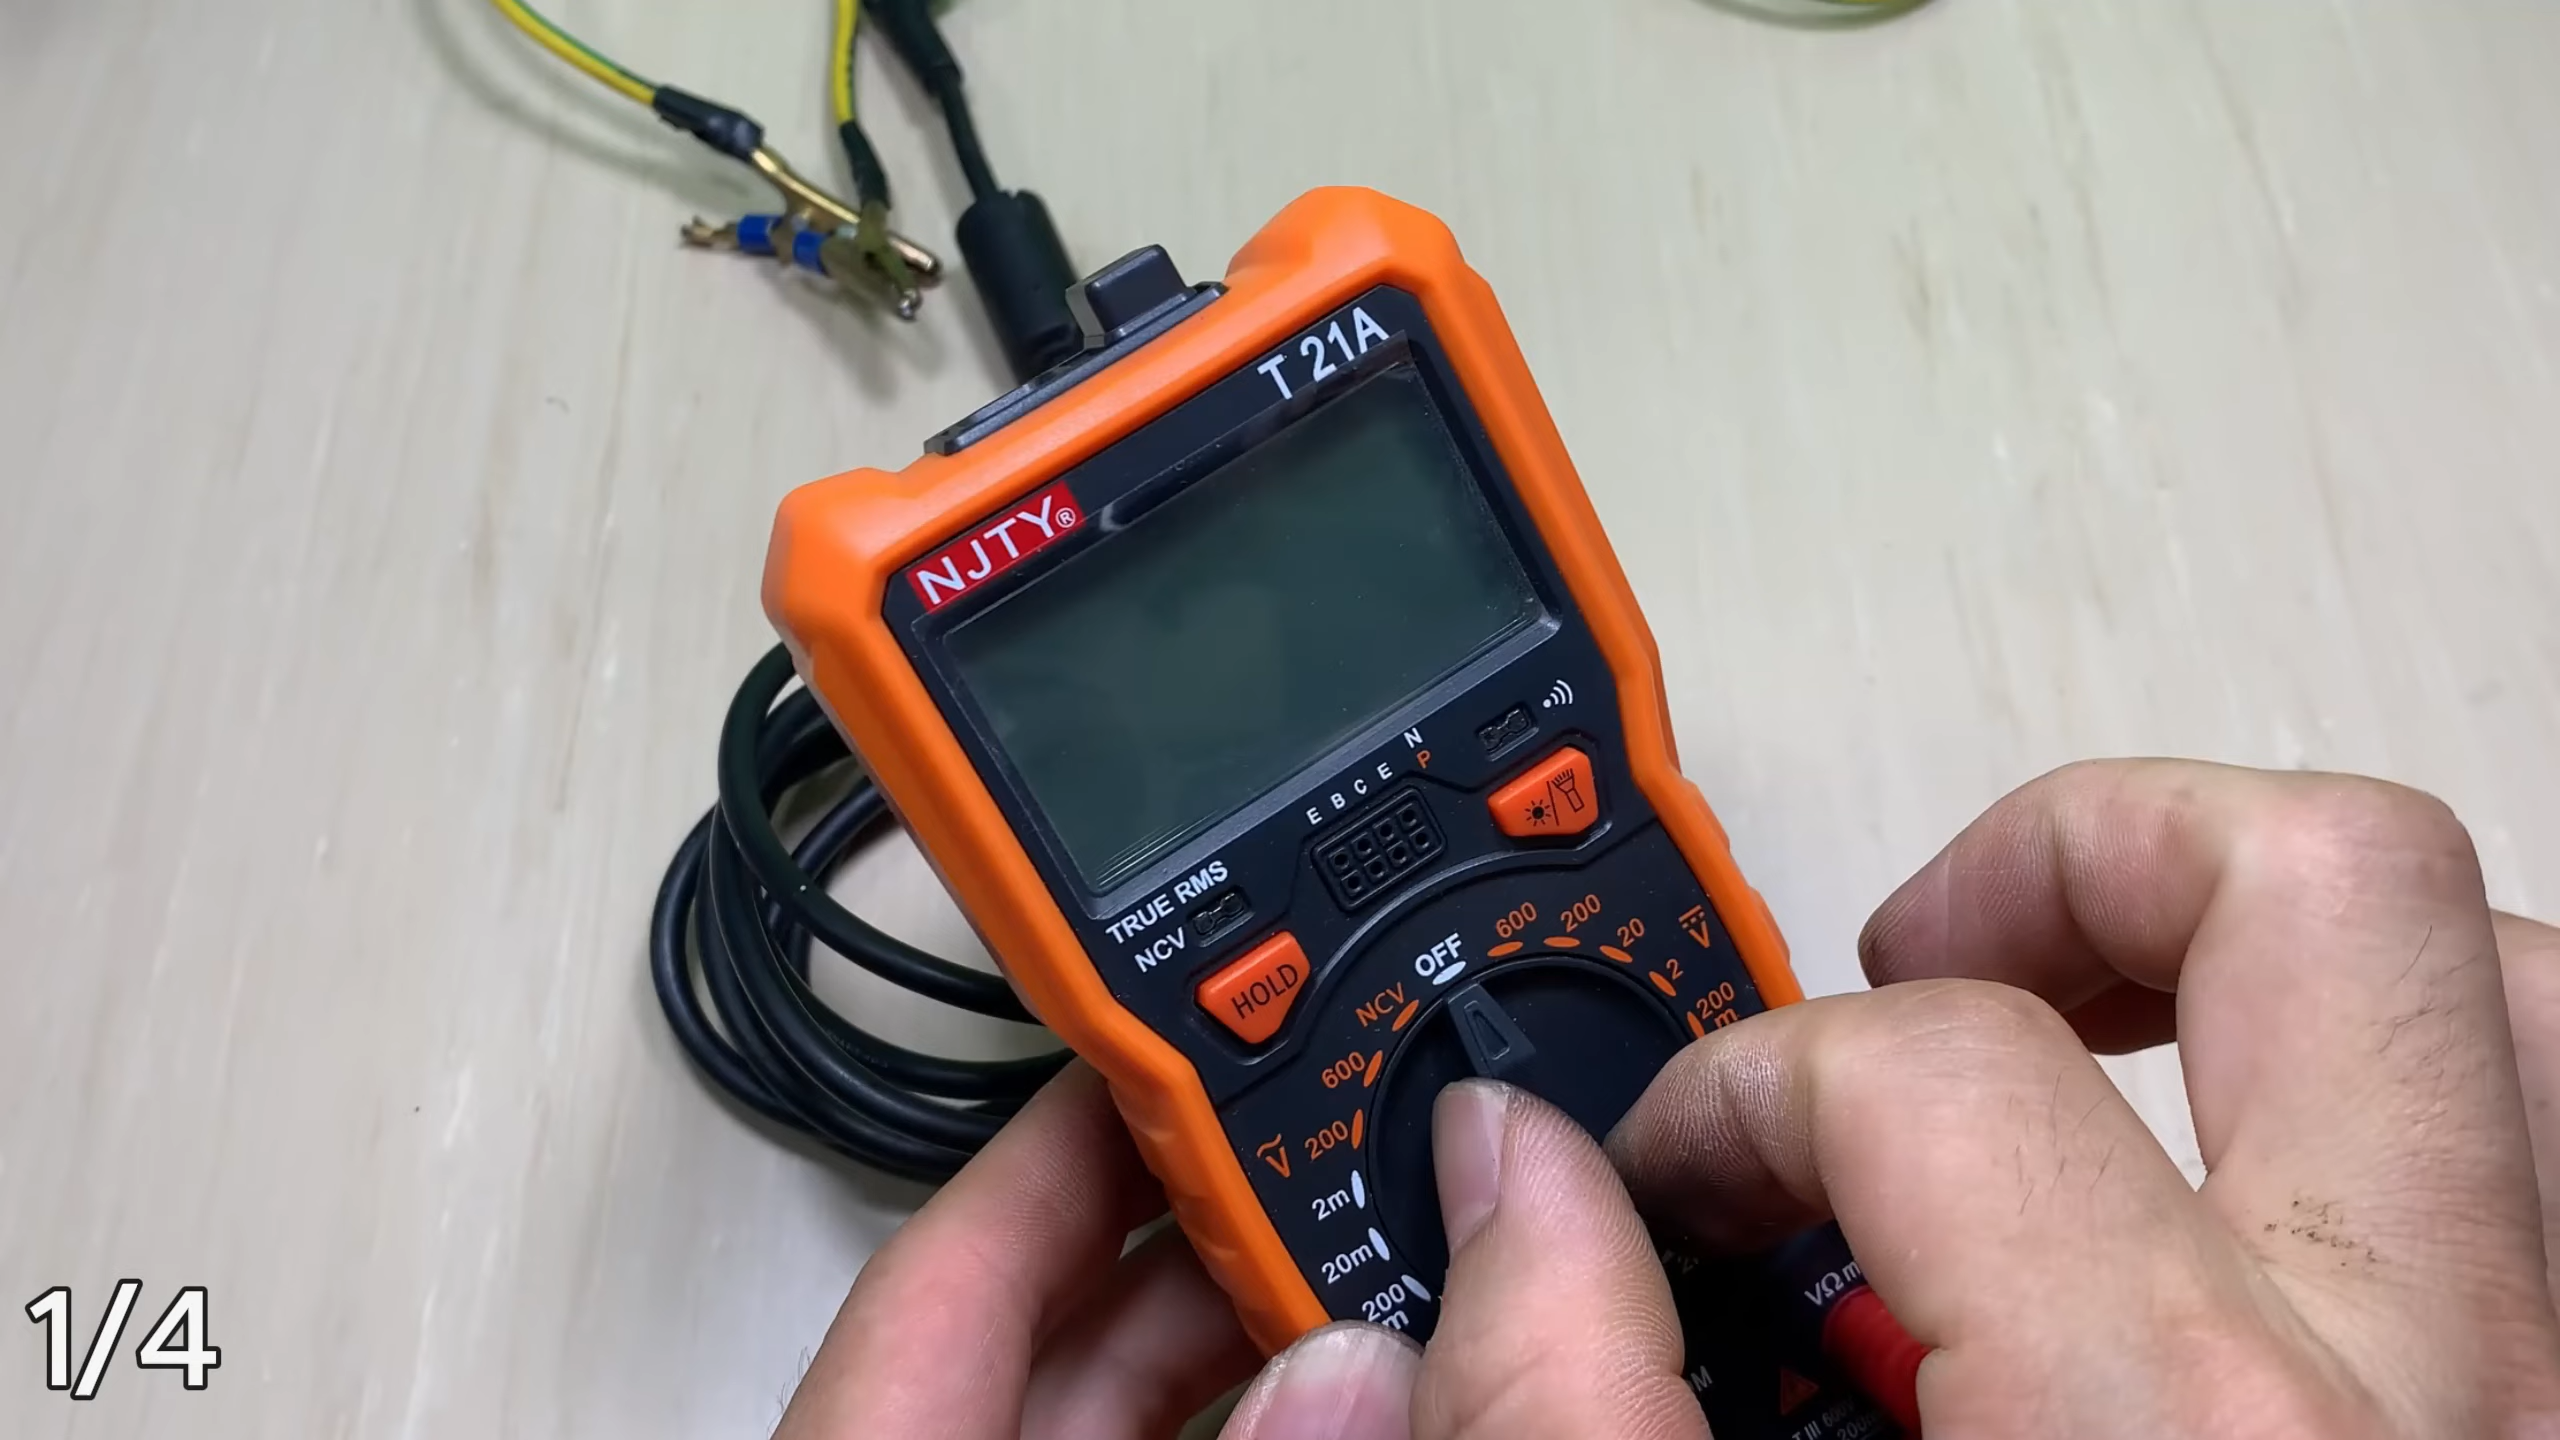 T 21A
NJTY®
N
P
E B C E
TRUE RMS
NCV
HOLD
OFF
600
200
20
2
200
m
V
NCV
600
200
V
2m
20m
200
m
VΩm
1/4